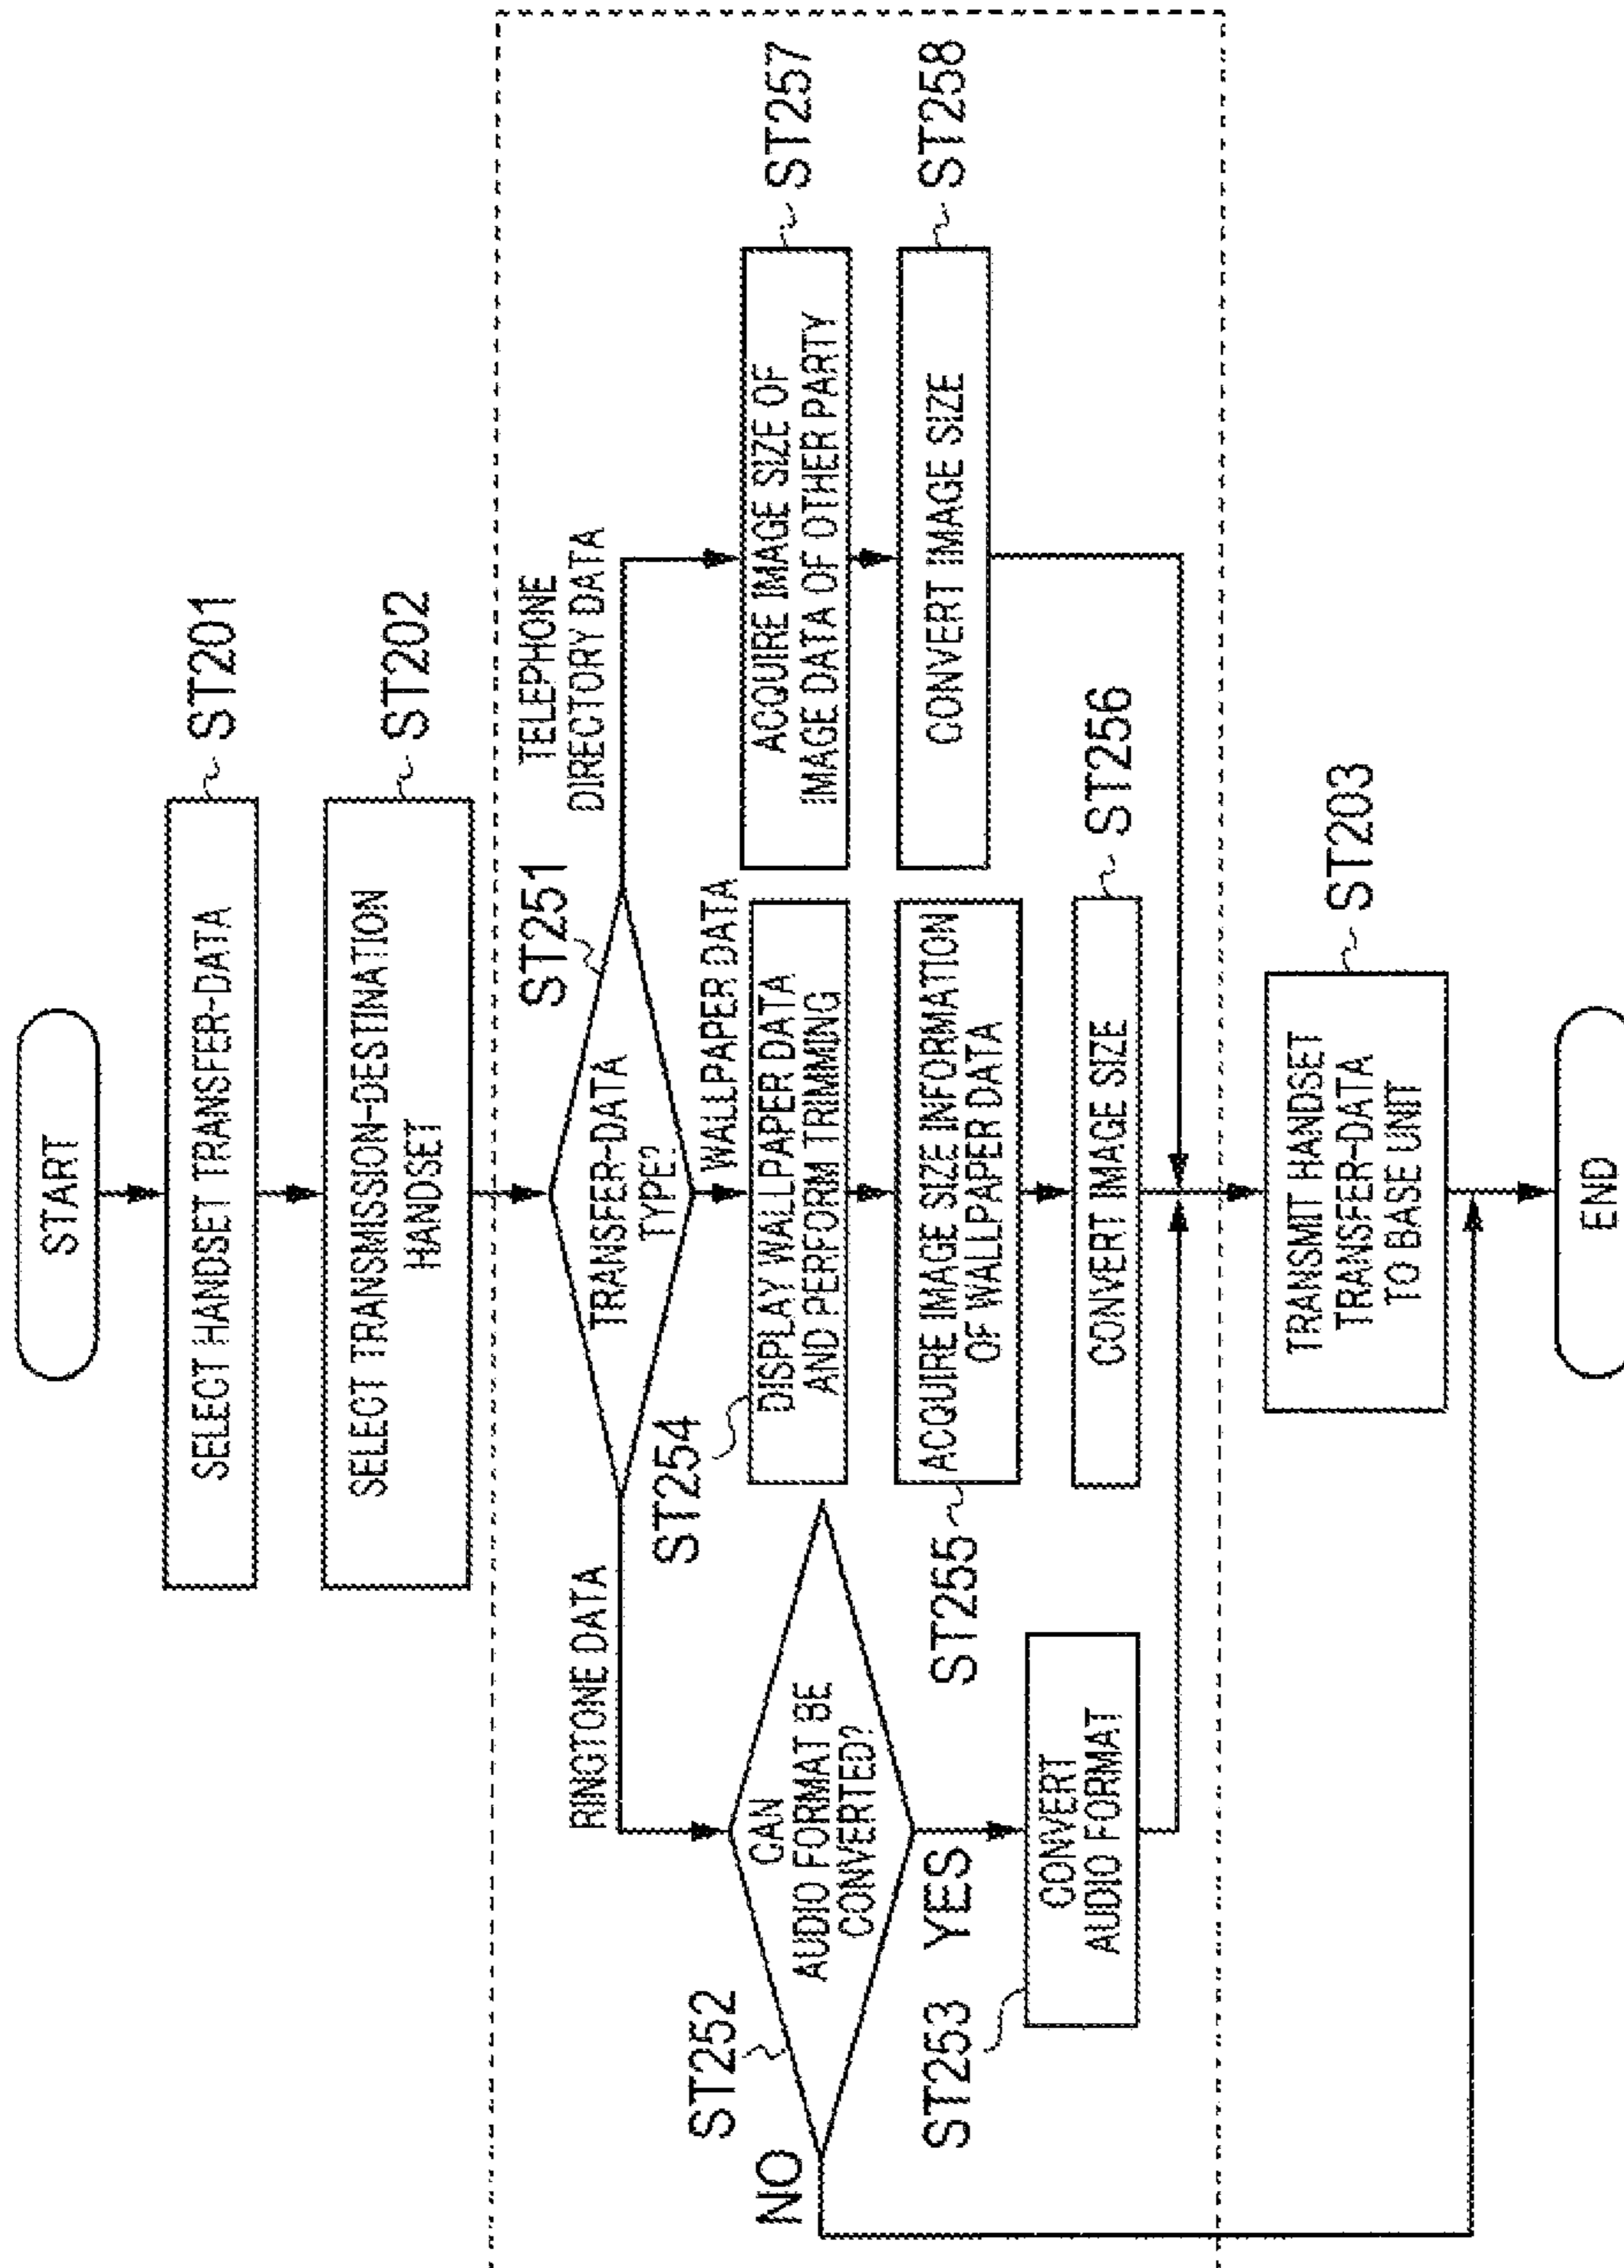 START
SELECT HANDSET TRANSFER-DATA
ST201
SELECT TRANSMISSION-DESTINATION
HANDSET
ST202
ST251
TRANSFER-DATA
TYPE?
RINGTONE DATA
WALLPAPER DATA
TELEPHONE
DIRECTORY DATA
ST252
CAN
AUDIO FORMAT BE
CONVERTED?
NO
YES
ST253
CONVERT
AUDIO FORMAT
ST254
DISPLAY WALLPAPER DATA
AND PERFORM TRIMMING
ST255
ACQUIRE IMAGE SIZE INFORMATION
OF WALLPAPER DATA
CONVERT IMAGE SIZE
ST256
ACQUIRE IMAGE SIZE OF
IMAGE DATA OF OTHER PARTY
ST257
CONVERT IMAGE SIZE
ST258
TRANSMIT HANDSET
TRANSFER-DATA
TO BASE UNIT
ST203
END